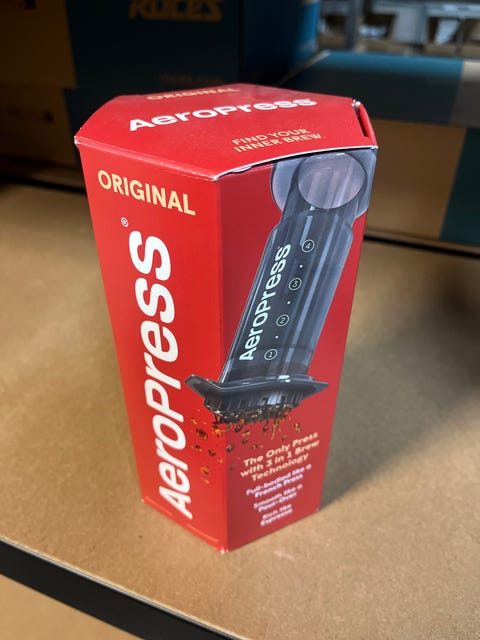 ROCES
ORIGINAL
AeroPress
FIND YOUR
INNER BREW.
ORIGINAL
AeroPress®
AeroPress
1 2 3 4
The Only Press
with 3 in 1 Brew
Technology
Full-bodied like a
French Press
Smooth like a
Pour-Over
Rich like
Espresso